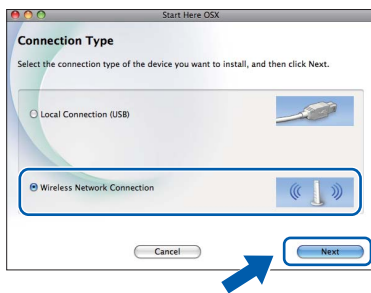 Start Here OSX
Connection Type
Select the connection type of the device you want to install, and then click Next.
Local Connection (USB)
Wireless Network Connection
Cancel
Next